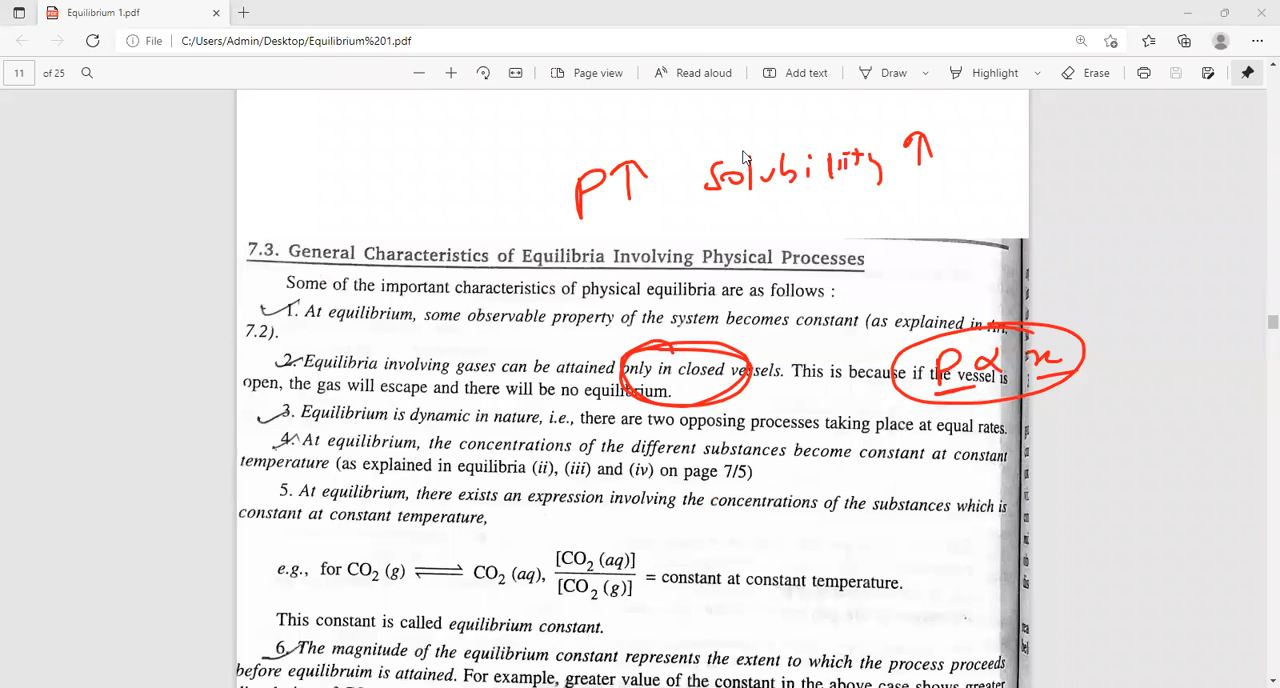 Equilibrium 1.pdf
File C:/Users/Admin/Desktop/Equilibrium%201.pdf
11 of 25 Page view Read aloud Add text Draw Highlight Erase
P↑ solubility ↑
7.3. General Characteristics of Equilibria Involving Physical Processes
Some of the important characteristics of physical equilibria are as follows :
1. At equilibrium, some observable property of the system becomes constant (as explained in Art.
7.2).
2. Equilibria involving gases can be attained only in closed vessels. This is because if the vessel is
P ∝ x
open, the gas will escape and there will be no equilibrium.
3. Equilibrium is dynamic in nature, i.e., there are two opposing processes taking place at equal rates.
4. At equilibrium, the concentrations of the different substances become constant at constant
temperature (as explained in equilibria (ii), (iii) and (iv) on page 7/5)
5. At equilibrium, there exists an expression involving the concentrations of the substances which is
constant at constant temperature,
e.g., for CO₂ (g) ⇌ CO₂ (aq), [CO₂ (aq)] / [CO₂ (g)] = constant at constant temperature.
This constant is called equilibrium constant.
6. The magnitude of the equilibrium constant represents the extent to which the process proceeds
before equilibruim is attained. For example, greater value of the constant in the above case shows greater